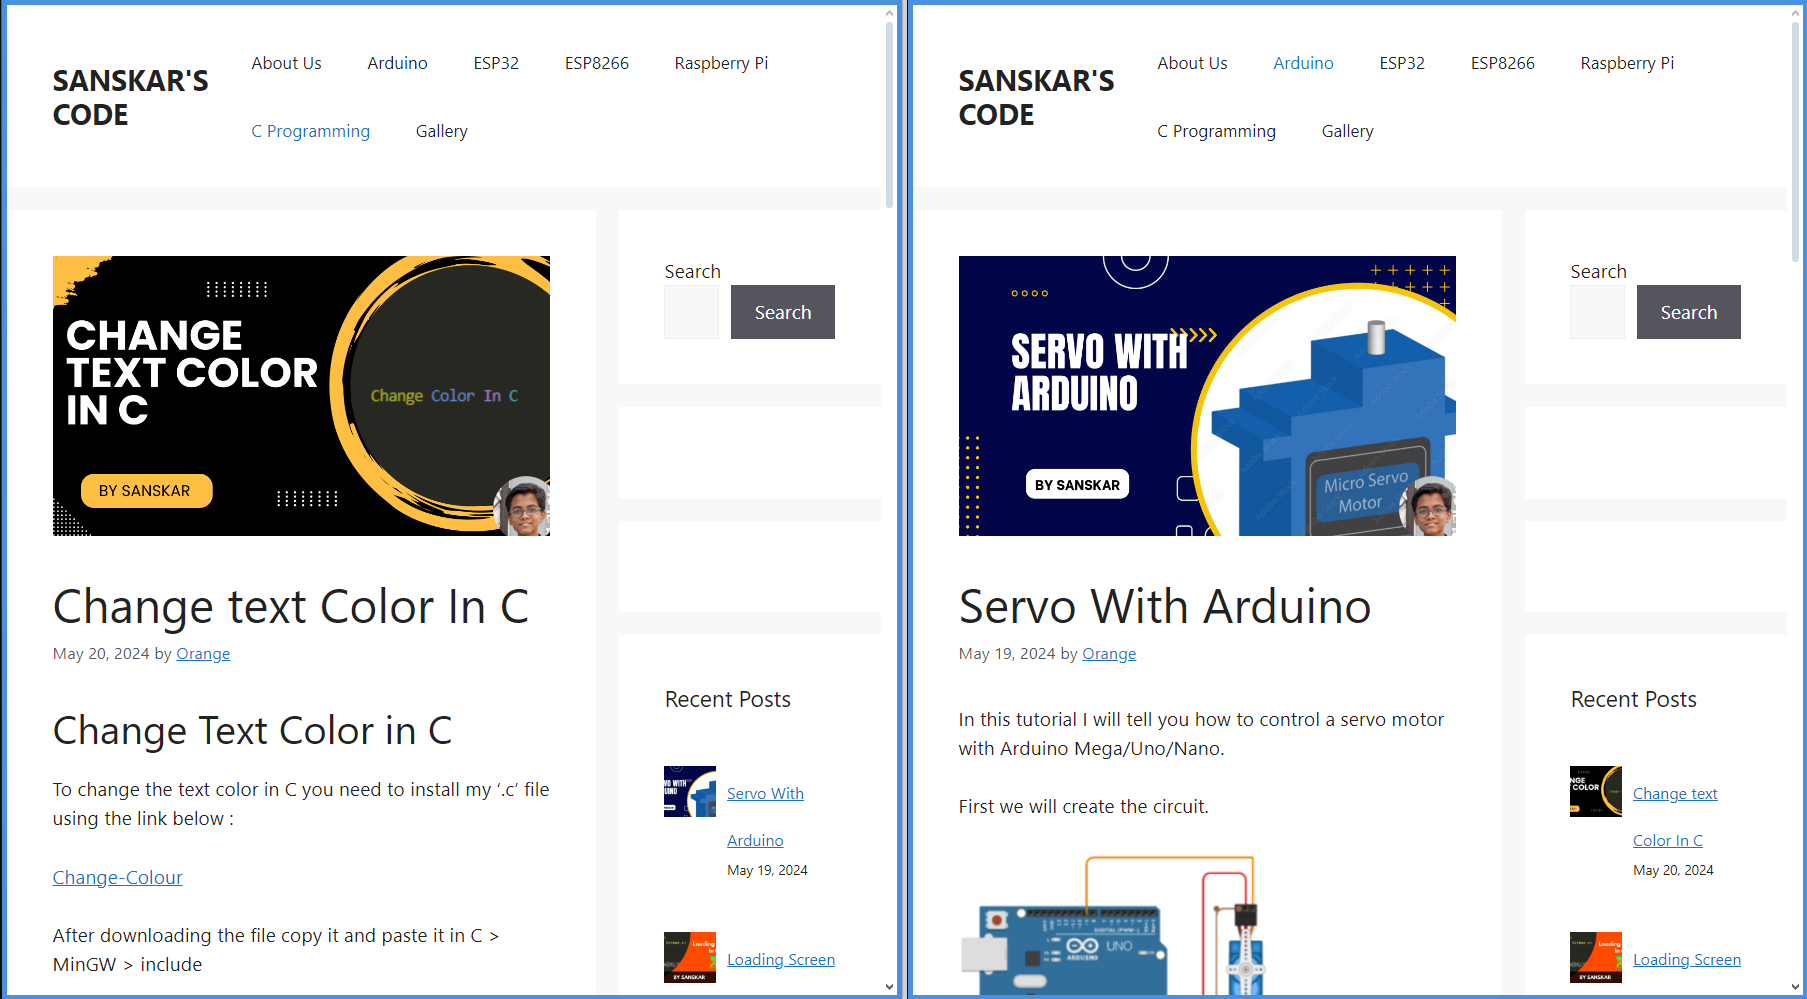 SANSKAR'S
CODE
About Us
Arduino
ESP32
ESP8266
Raspberry Pi
C Programming
Gallery
CHANGE
TEXT COLOR
IN C
Change Color In C
BY SANSKAR
Change text Color In C
May 20, 2024 by Orange
Change Text Color in C
To change the text color in C you need to install my ‘.c’ file
using the link below :
Change-Colour
After downloading the file copy it and paste it in C >
MinGW > include
Search
Search
Recent Posts
Servo With
Arduino
May 19, 2024
BY SANSKAR
Loading Screen
SANSKAR'S
CODE
About Us
Arduino
ESP32
ESP8266
Raspberry Pi
C Programming
Gallery
SERVO WITH
ARDUINO
BY SANSKAR
Micro Servo
Motor
Servo With Arduino
May 19, 2024 by Orange
In this tutorial I will tell you how to control a servo motor
with Arduino Mega/Uno/Nano.
First we will create the circuit.
DIGITAL (PWM~)
UNO
ARDUINO
Search
Search
Recent Posts
Change text
Color In C
May 20, 2024
BY SANSKAR
Loading Screen